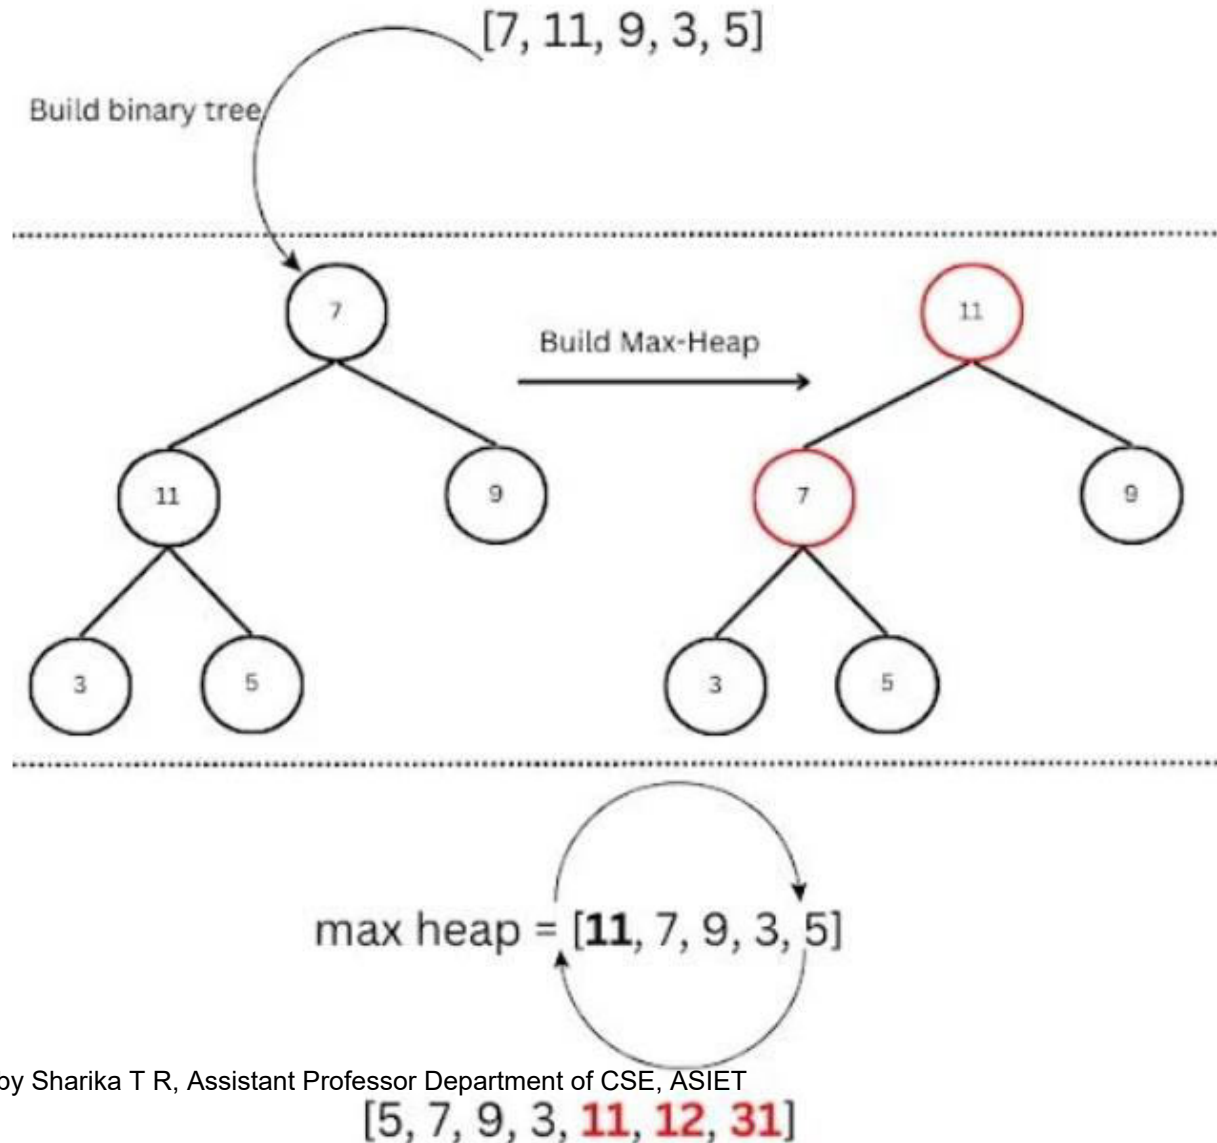 [7, 11, 9, 3, 5]
Build binary tree
7
11
Build Max-Heap
11
9
7
9
3
5
3
5
max heap = [11, 7, 9, 3, 5]
by Sharika T R, Assistant Professor Department of CSE, ASIET
[5, 7, 9, 3, 11, 12, 31]